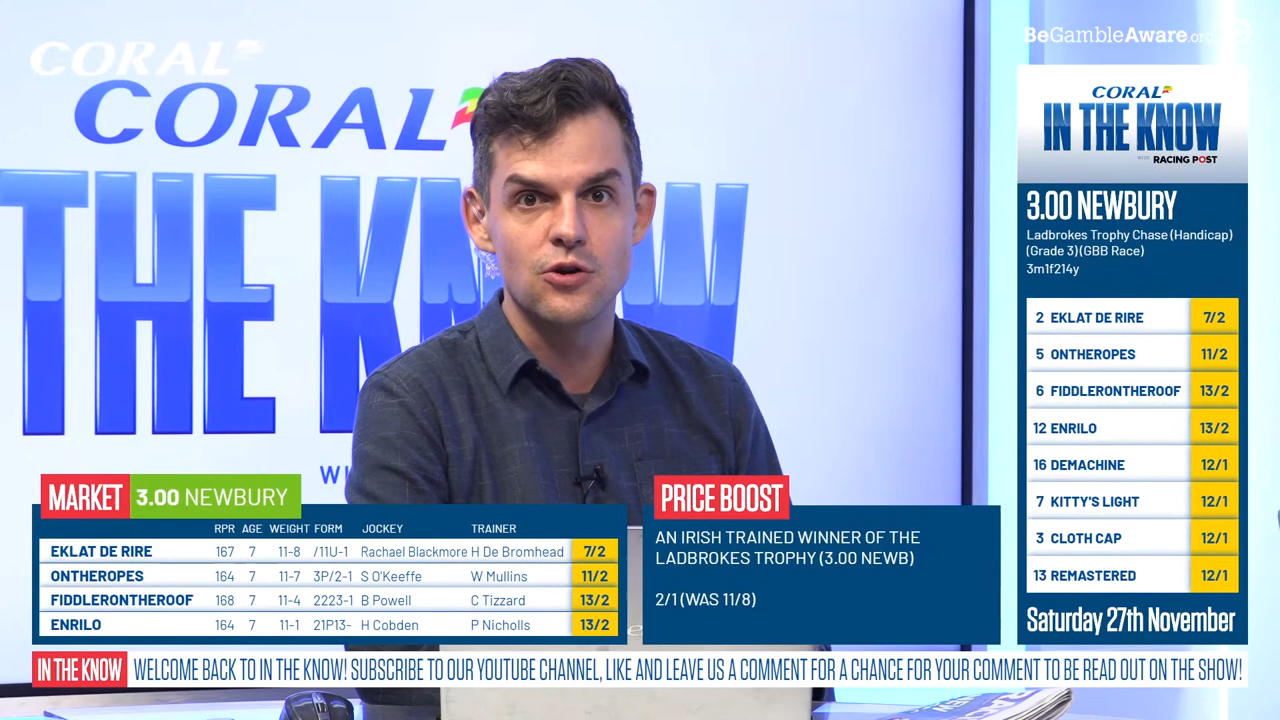 CORAL
BeGambleAware.org
CORAL
THE KNOW
WI
CORAL
IN THE KNOW
WITH RACING POST
3.00 NEWBURY
Ladbrokes Trophy Chase (Handicap)
(Grade 3)(GBB Race)
3m1f214y
2 EKLAT DE RIRE 7/2
5 ONTHEROPES 11/2
6 FIDDLERONTHEROOF 13/2
12 ENRILO 13/2
16 DEMACHINE 12/1
7 KITTY'S LIGHT 12/1
3 CLOTH CAP 12/1
13 REMASTERED 12/1
Saturday 27th November
MARKET 3.00 NEWBURY
RPR AGE WEIGHT FORM JOCKEY TRAINER
EKLAT DE RIRE 167 7 11-8 /11U-1 Rachael Blackmore H De Bromhead 7/2
ONTHEROPES 164 7 11-7 3P/2-1 S O'Keeffe W Mullins 11/2
FIDDLERONTHEROOF 168 7 11-4 2223-1 B Powell C Tizzard 13/2
ENRILO 164 7 11-1 21P13- H Cobden P Nicholls 13/2
PRICE BOOST
AN IRISH TRAINED WINNER OF THE
LADBROKES TROPHY (3.00 NEWB)
2/1 (WAS 11/8)
IN THE KNOW WELCOME BACK TO IN THE KNOW! SUBSCRIBE TO OUR YOUTUBE CHANNEL, LIKE AND LEAVE US A COMMENT FOR A CHANCE FOR YOUR COMMENT TO BE READ OUT ON THE SHOW!